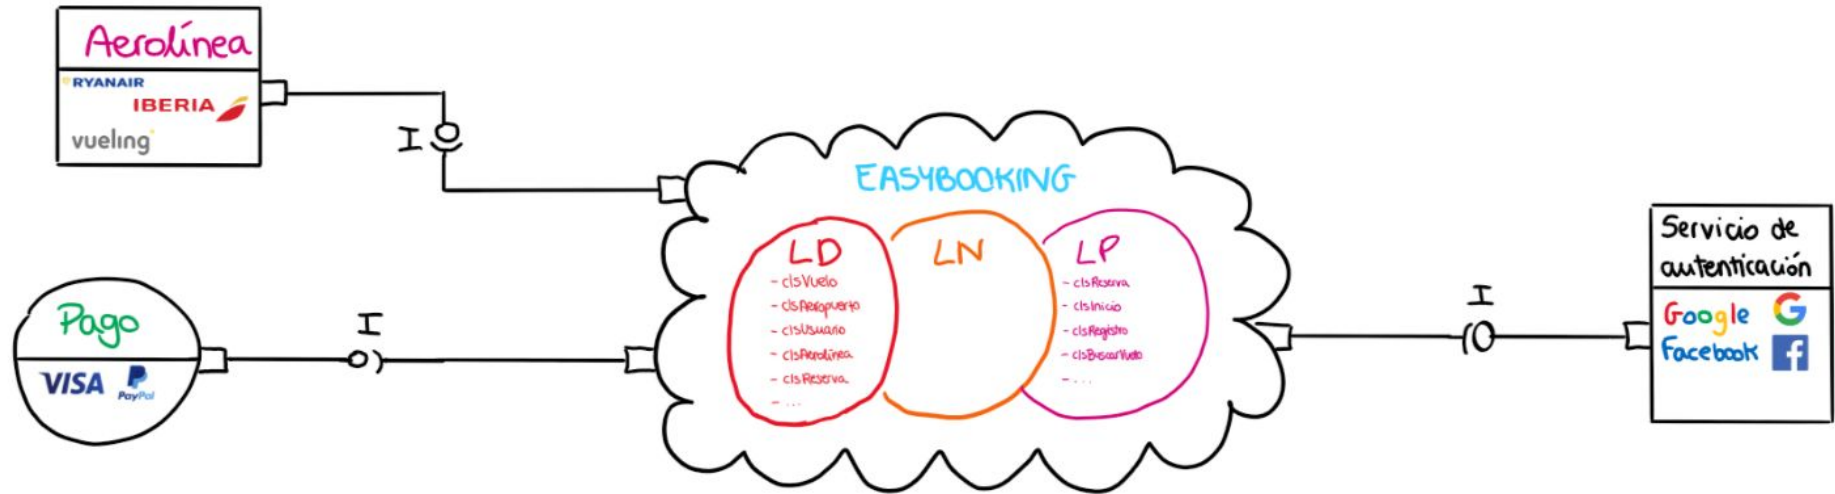 Aerolínea
RYANAIR
IBERIA
vueling
I
EASYBOOKING
LD
- clsVuelo
- clsAeropuerto
- clsUsuario
- clsAerolínea
- clsReserva
- ...
LN
LP
- clsReserva
- clsInicio
- clsRegistro
- clsBuscarVuelo
- ...
Pago
VISA
PayPal
I
I
Servicio de
autenticación
Google G
Facebook f